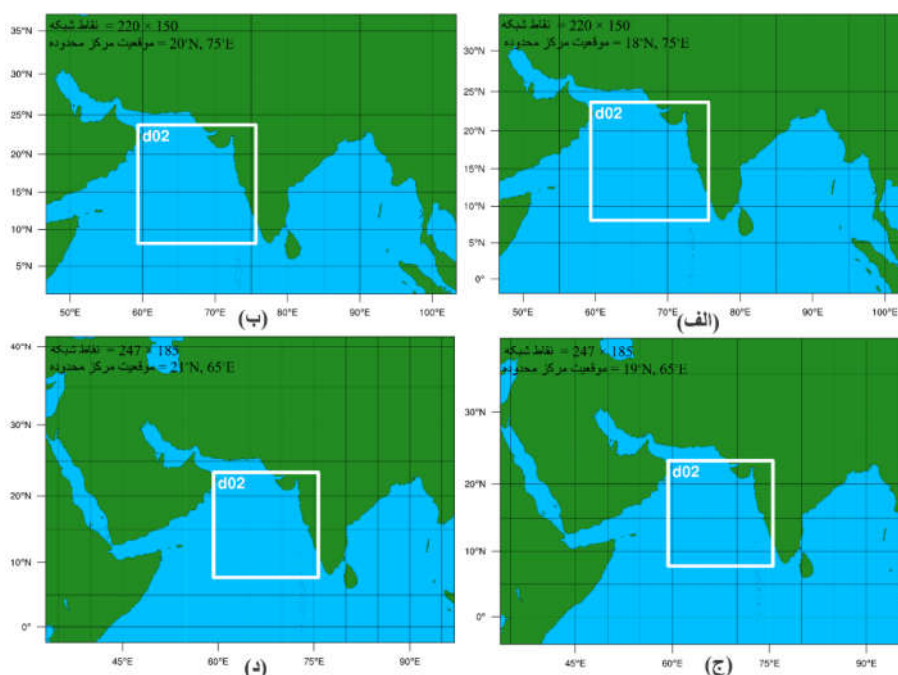 نقاط شبکه = 220 × 150
موقعیت مرکز محدوده = 18°N, 75°E
35°N
30°N
25°N
d02
20°N
15°N
10°N
5°N
0°
50°E 60°E 70°E 80°E 90°E 100°E
(الف)
نقاط شبکه = 220 × 150
موقعیت مرکز محدوده = 20°N, 75°E
35°N
30°N
25°N
d02
20°N
15°N
10°N
5°N
50°E 60°E 70°E 80°E 90°E 100°E
(ب)
نقاط شبکه = 247 × 185
موقعیت مرکز محدوده = 19°N, 65°E
30°N
d02
20°N
10°N
0°
45°E 60°E 75°E 90°E
(ج)
40°N
نقاط شبکه = 247 × 185
موقعیت مرکز محدوده = 21°N, 65°E
30°N
d02
20°N
10°N
0°
45°E 60°E 75°E 90°E
(د)